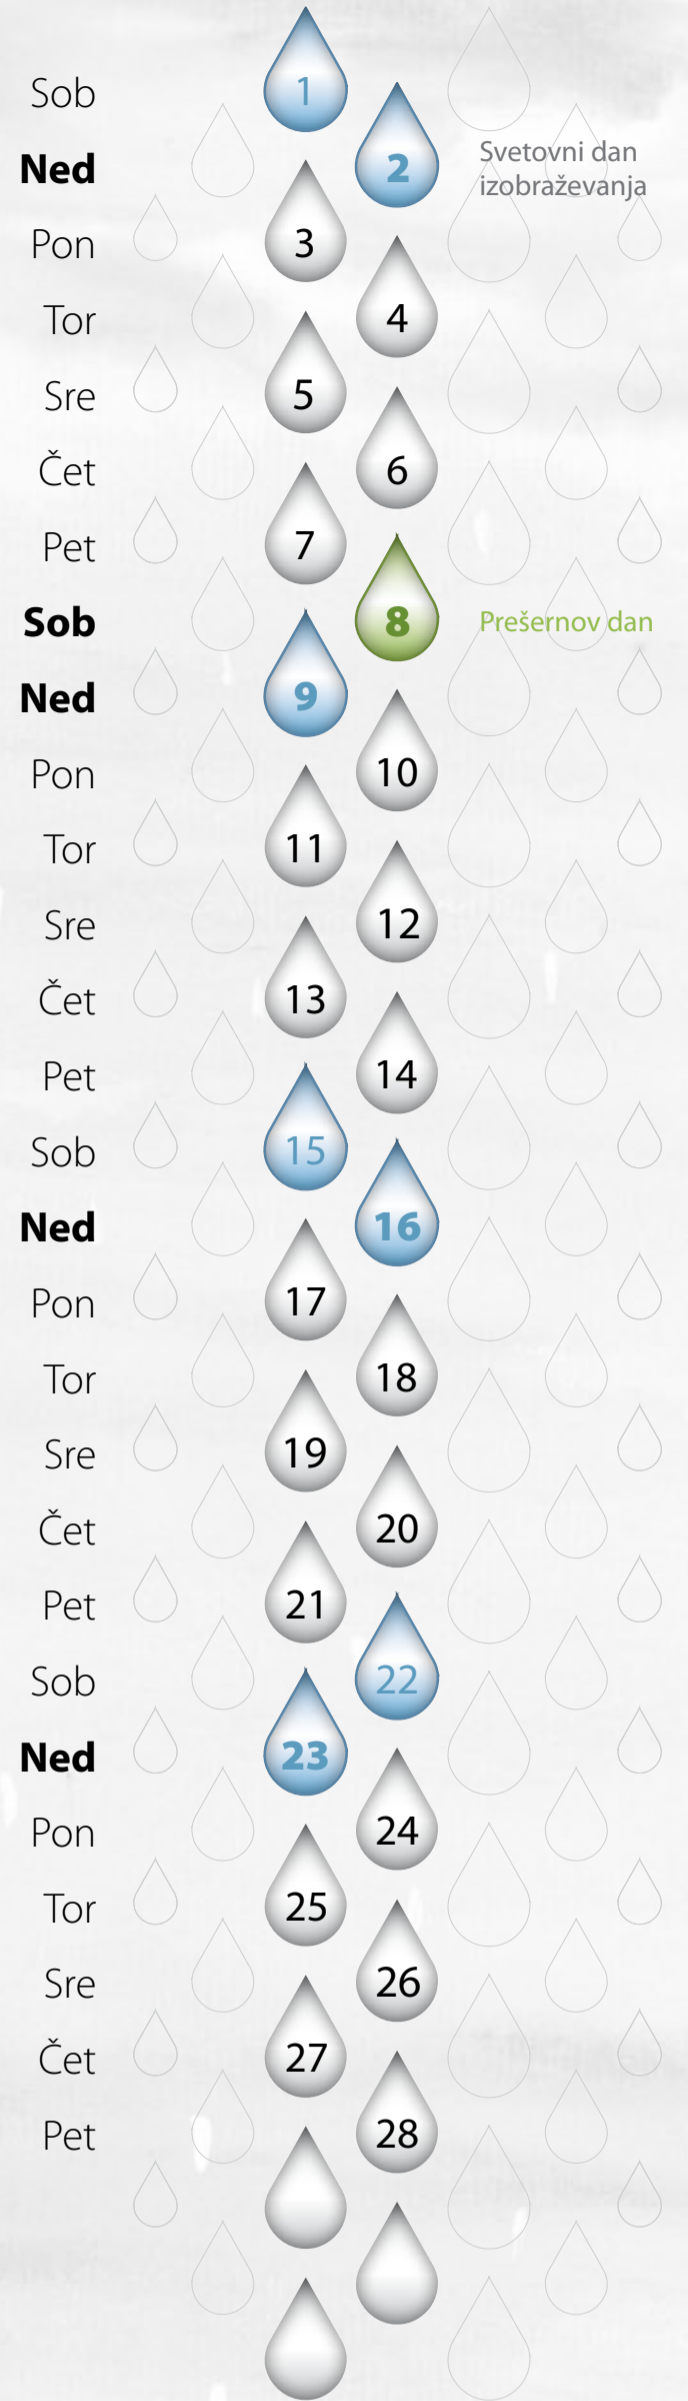 Sob 1
Ned 2 Svetovni dan
izobraževanja
Pon 3
Tor 4
Sre 5
Čet 6
Pet 7
Sob 8 Prešernov dan
Ned 9
Pon 10
Tor 11
Sre 12
Čet 13
Pet 14
Sob 15
Ned 16
Pon 17
Tor 18
Sre 19
Čet 20
Pet 21
Sob 22
Ned 23
Pon 24
Tor 25
Sre 26
Čet 27
Pet 28